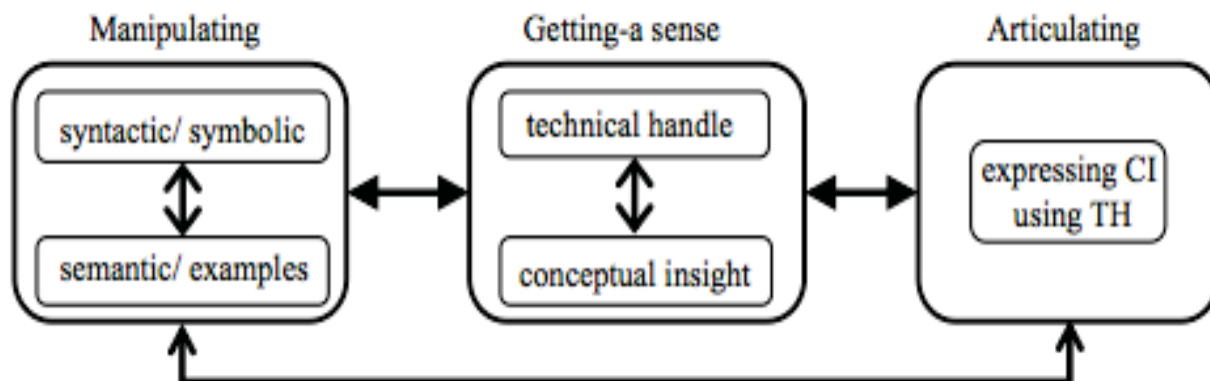 Manipulating
Getting-a sense
Articulating
syntactic/ symbolic
technical handle
expressing CI
using TH
semantic/ examples
conceptual insight